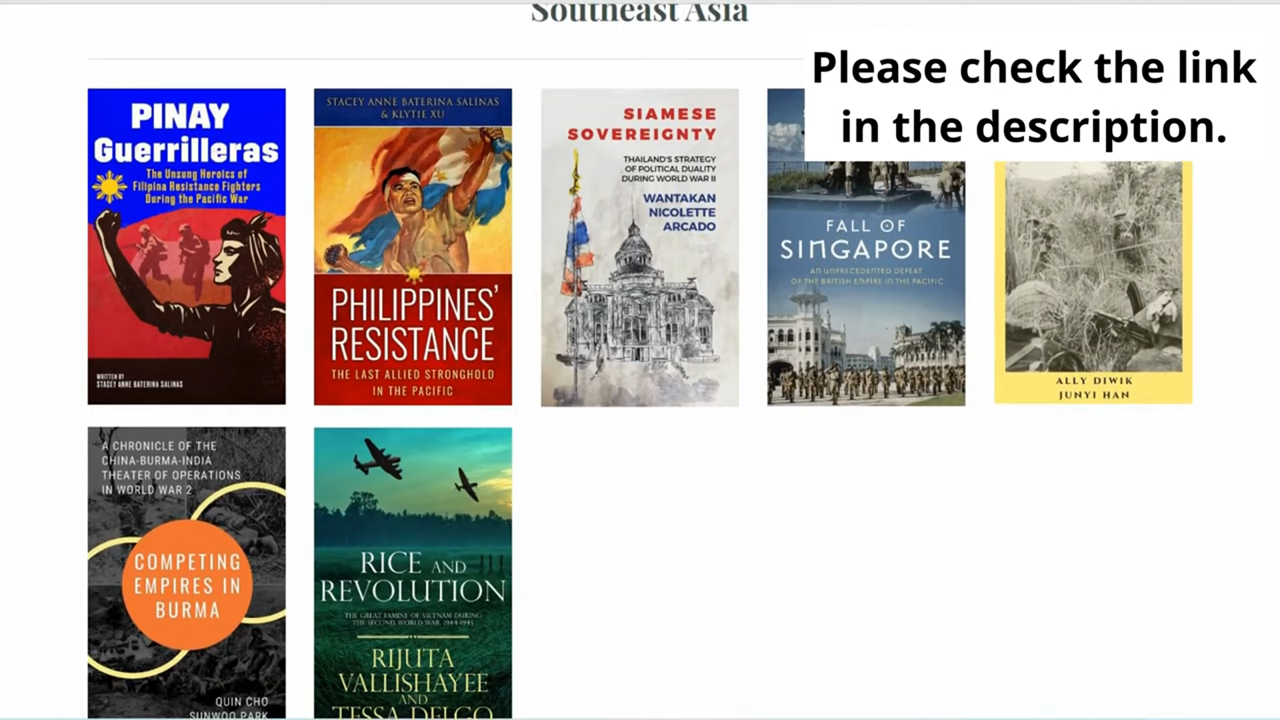 Southeast Asia
Please check the link
in the description.
PINAY
Guerrilleras
The Unsung Heroics of
Filipina Resistance Fighters
During the Pacific War
WRITTEN BY
STACEY ANNE BATERINA SALINAS
STACEY ANNE BATERINA SALINAS
& KLYTIE XU
PHILIPPINES'
RESISTANCE
THE LAST ALLIED STRONGHOLD
IN THE PACIFIC
SIAMESE
SOVEREIGNTY
THAILAND'S STRATEGY
OF POLITICAL DUALITY
DURING WORLD WAR II
WANTAKAN
NICOLETTE
ARCADO
FALL OF
SINGAPORE
AN UNPRECEDENTED DEFEAT
OF THE BRITISH EMPIRE IN THE PACIFIC
ALLY DIWIK
JUNYI HAN
A CHRONICLE OF THE
CHINA-BURMA-INDIA
THEATER OF OPERATIONS
IN WORLD WAR 2
COMPETING
EMPIRES IN
BURMA
QUIN CHO
SUNWOO PARK
RICE AND
REVOLUTION
THE GREAT FAMINE OF VIETNAM DURING
THE SECOND WORLD WAR, 1944-1945
RIJUTA
VALLISHAYEE
AND
TESSA DELGO